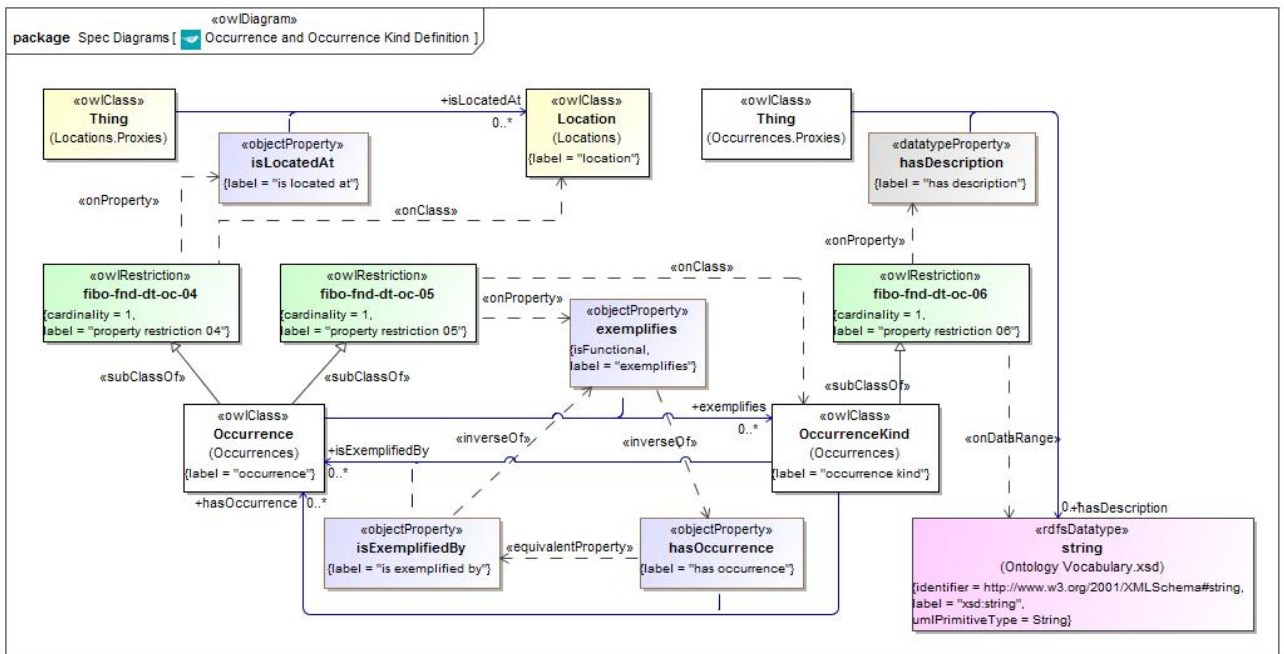 «owlDiagram»
package Spec Diagrams [ Occurrence and Occurrence Kind Definition ]
«owlClass»
Thing
(Locations.Proxies)
+isLocatedAt
0..*
«owlClass»
Location
(Locations)
{label = "location"}
«owlClass»
Thing
(Occurrences.Proxies)
«objectProperty»
isLocatedAt
{label = "is located at"}
«datatypeProperty»
hasDescription
{label = "has description"}
«onProperty»
«onClass»
«onProperty»
«owlRestriction»
fibo-fnd-dt-oc-04
{cardinality = 1,
label = "property restriction 04"}
«owlRestriction»
fibo-fnd-dt-oc-05
{cardinality = 1,
label = "property restriction 05"}
«onClass»
«onProperty»
«objectProperty»
exemplifies
{isFunctional,
label = "exemplifies"}
«owlRestriction»
fibo-fnd-dt-oc-06
{cardinality = 1,
label = "property restriction 06"}
«subClassOf»
«subClassOf»
«subClassOf»
«owlClass»
Occurrence
(Occurrences)
{label = "occurrence"}
+exemplifies
0..*
«owlClass»
OccurrenceKind
(Occurrences)
{label = "occurrence kind"}
+isExemplifiedBy
0..*
«inverseOf»
«inverseOf»
«onDataRange»
+hasOccurrence 0..*
«objectProperty»
isExemplifiedBy
{label = "is exemplified by"}
«equivalentProperty»
«objectProperty»
hasOccurrence
{label = "has occurrence"}
0..*
+hasDescription
«rdfsDatatype»
string
(Ontology Vocabulary.xsd)
{identifier = http://www.w3.org/2001/XMLSchema#string,
label = "xsd:string",
umlPrimitiveType = String}